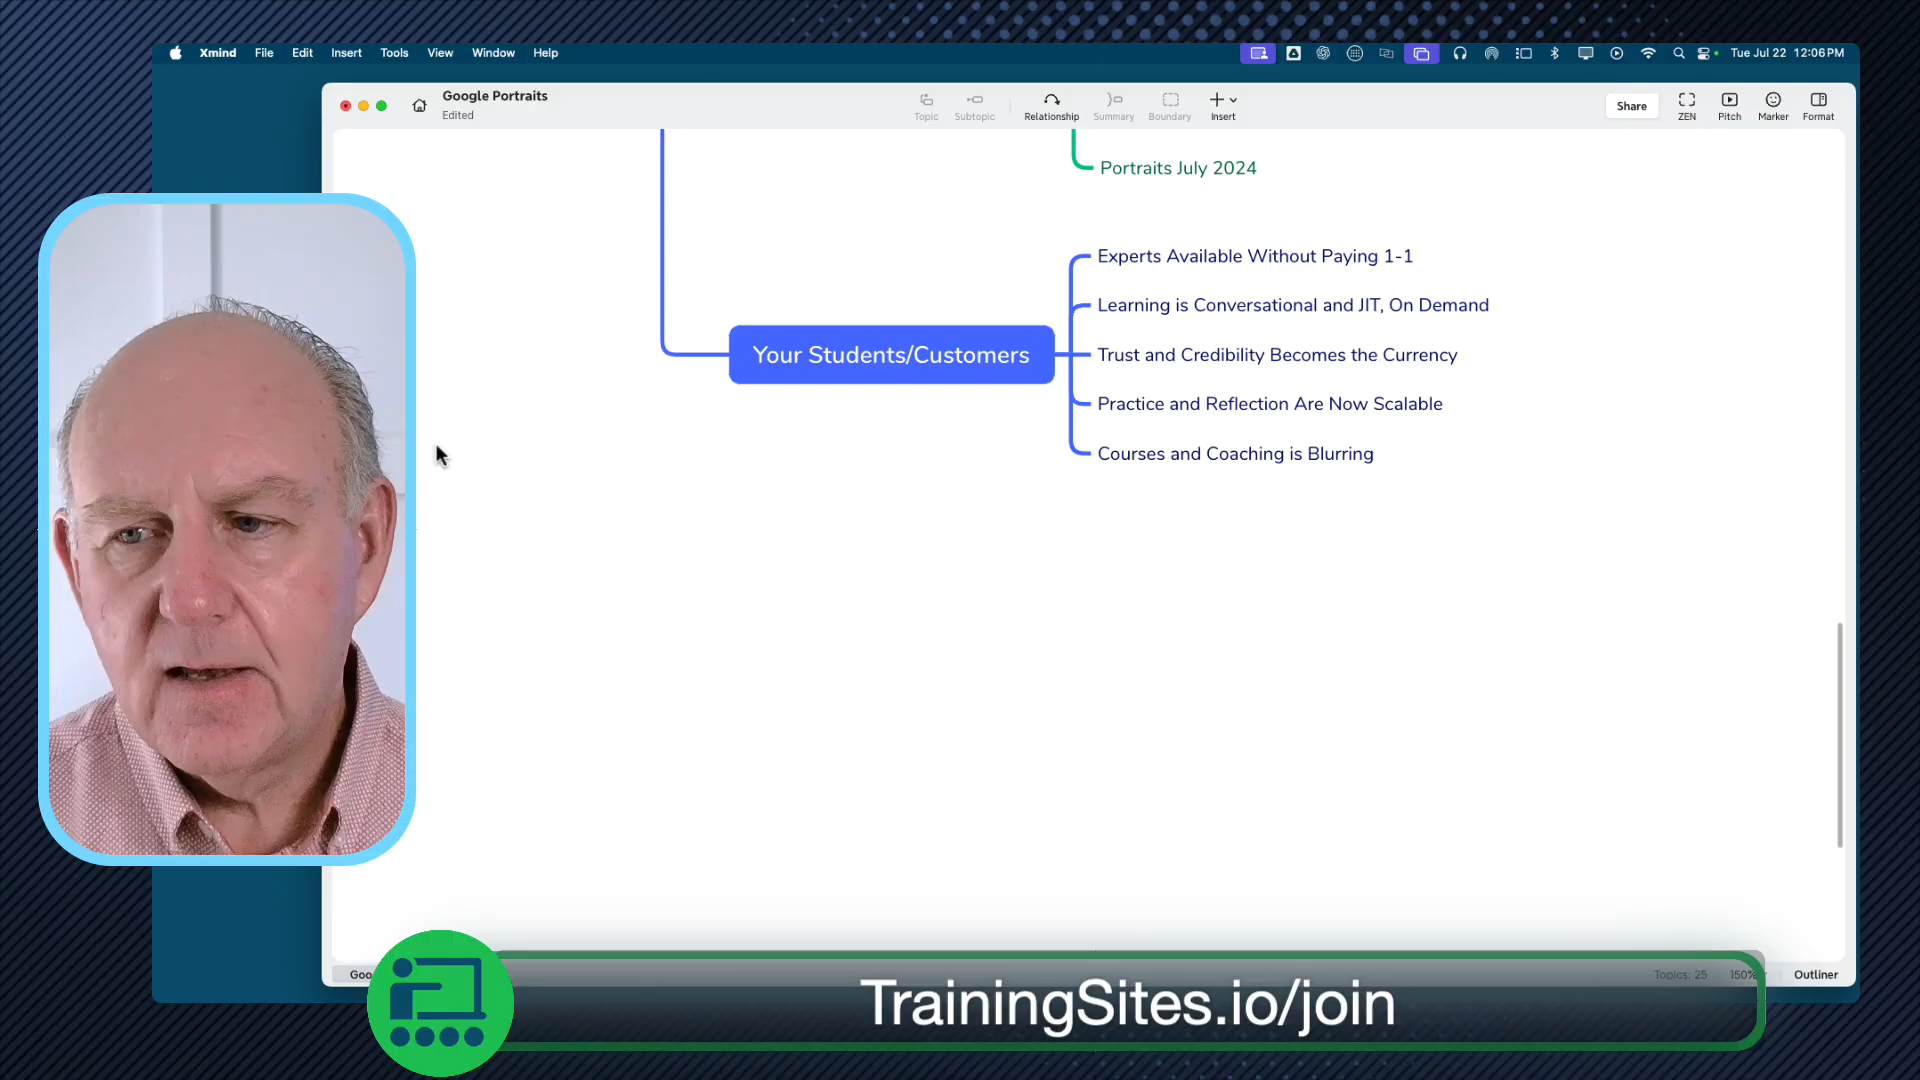 Xmind File Edit Insert Tools View Window Help
Tue Jul 22 12:06 PM
Google Portraits
Edited
Topic Subtopic Relationship Summary Boundary Insert
Share ZEN Pitch Marker Format
Portraits July 2024
Your Students/Customers
Experts Available Without Paying 1-1
Learning is Conversational and JIT, On Demand
Trust and Credibility Becomes the Currency
Practice and Reflection Are Now Scalable
Courses and Coaching is Blurring
Topics: 25 150% Outliner
TrainingSites.io/join